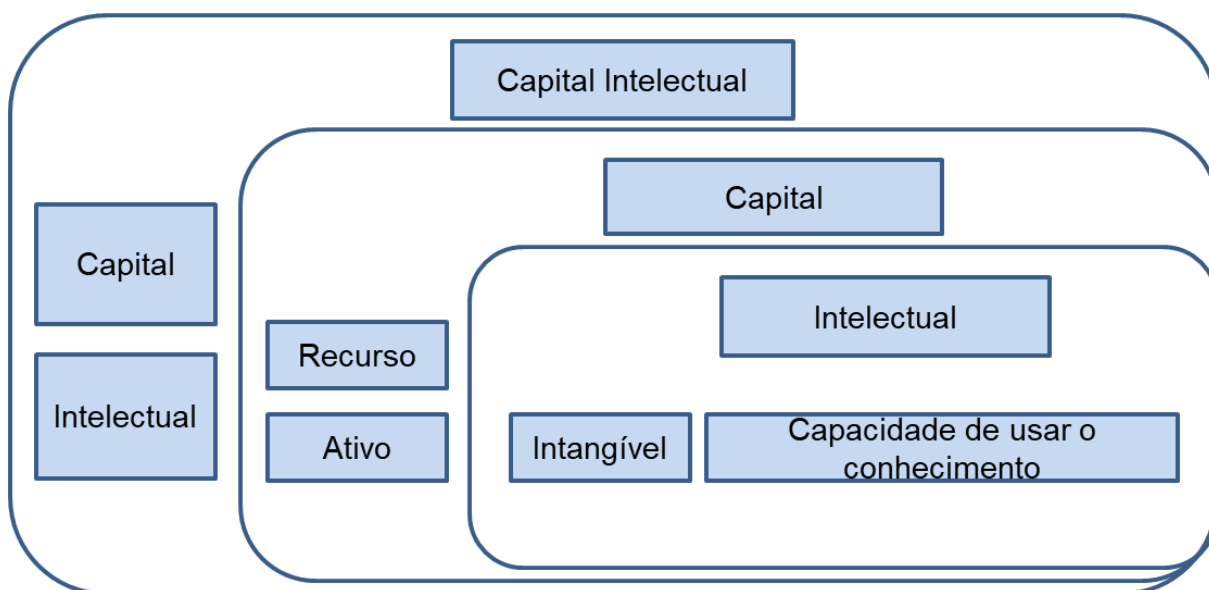 Capital Intelectual
Capital
Capital
Intelectual
Intelectual
Recurso
Ativo
Intangível
Capacidade de usar o
conhecimento